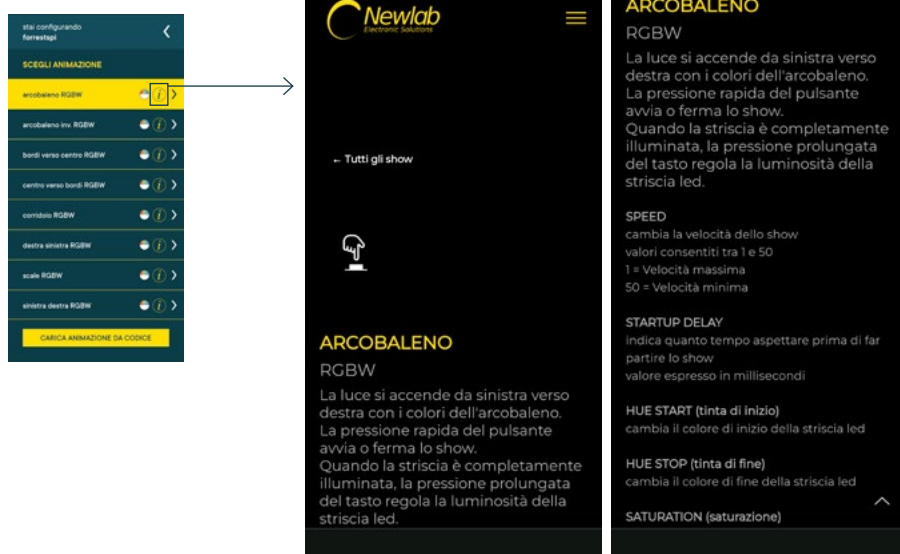 stai configurando
forrestspi
SCEGLI ANIMAZIONE
arcobaleno RGBW
arcobaleno inv. RGBW
bordi verso centro RGBW
centro verso bordi RGBW
corridoio RGBW
destra sinistra RGBW
scale RGBW
sinistra destra RGBW
CARICA ANIMAZIONE DA CODICE
Newlab
Electronic Solutions
← Tutti gli show
ARCOBALENO
RGBW
La luce si accende da sinistra verso
destra con i colori dell'arcobaleno.
La pressione rapida del pulsante
avvia o ferma lo show.
Quando la striscia è completamente
illuminata, la pressione prolungata
del tasto regola la luminosità della
striscia led.
ARCOBALENO
RGBW
La luce si accende da sinistra verso
destra con i colori dell'arcobaleno.
La pressione rapida del pulsante
avvia o ferma lo show.
Quando la striscia è completamente
illuminata, la pressione prolungata
del tasto regola la luminosità della
striscia led.
SPEED
cambia la velocità dello show
valori consentiti tra 1 e 50
1 = Velocità massima
50 = Velocità minima
STARTUP DELAY
indica quanto tempo aspettare prima di far
partire lo show
valore espresso in millisecondi
HUE START (tinta di inizio)
cambia il colore di inizio della striscia led
HUE STOP (tinta di fine)
cambia il colore di fine della striscia led
SATURATION (saturazione)